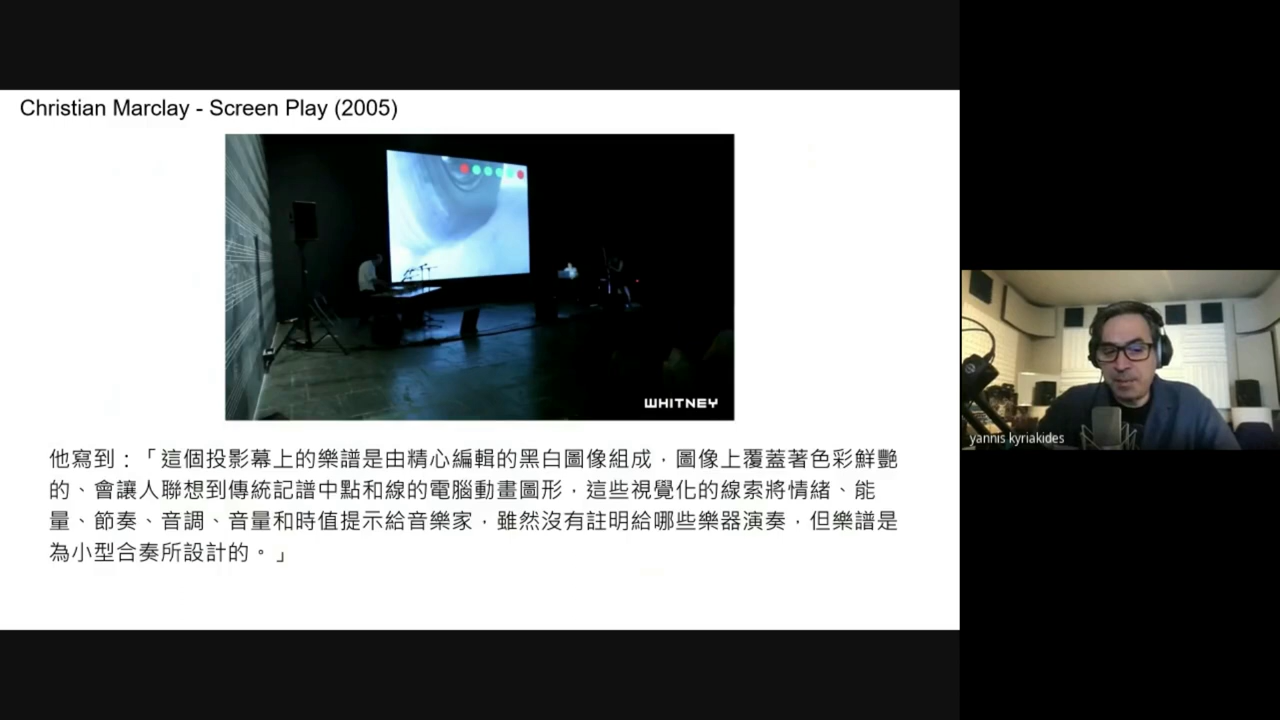 Christian Marclay - Screen Play (2005)
WHITNEY
他寫到：「這個投影幕上的樂譜是由精心編輯的黑白圖像組成，圖像上覆蓋著色彩鮮艷
的、會讓人聯想到傳統記譜中點和線的電腦動畫圖形，這些視覺化的線索將情緒、能
量、節奏、音調、音量和時值提示給音樂家，雖然沒有註明給哪些樂器演奏，但樂譜是
為小型合奏所設計的。」
yannis kyriakides